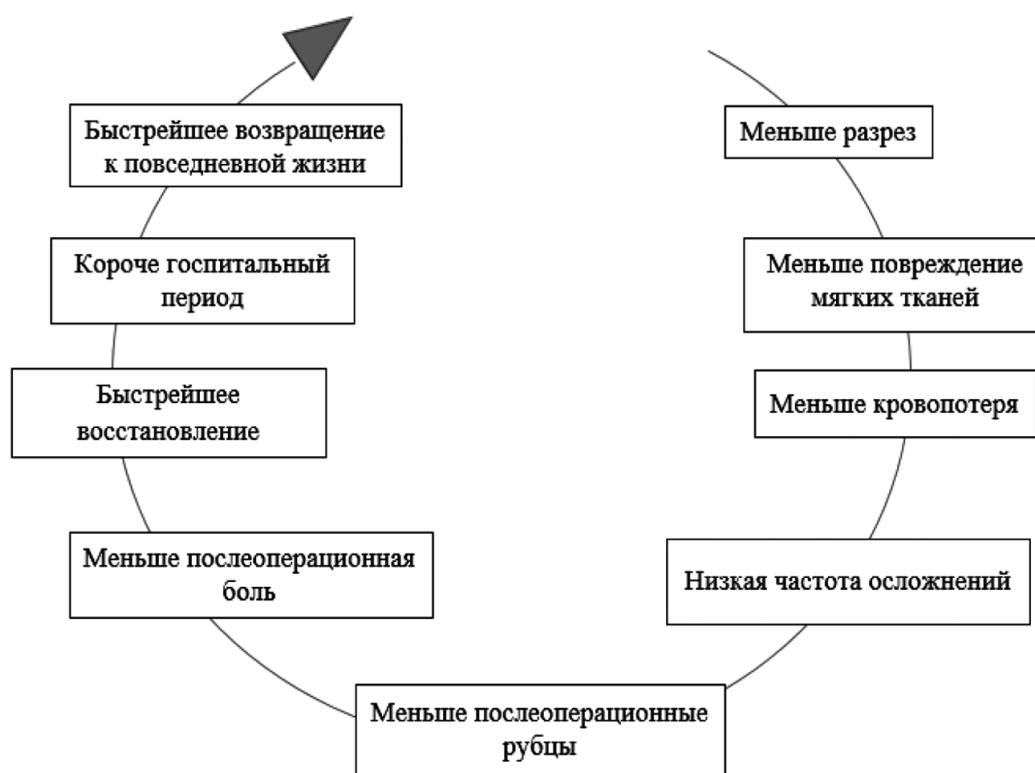 Быстрейшее возвращение
к повседневной жизни
Меньше разрез
Короче госпитальный
период
Меньше повреждение
мягких тканей
Быстрейшее
восстановление
Меньше кровопотеря
Меньше послеоперационная
боль
Низкая частота осложнений
Меньше послеоперационные
рубцы